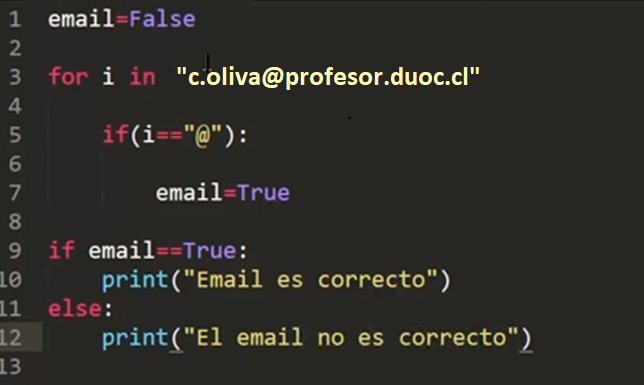 1 email=False
2
3 for i in "c.oliva@profesor.duoc.cl"
4
5 if(i=="@"):
6
7 email=True
8
9 if email==True:
10 print("Email es correcto")
11 else:
12 print("El email no es correcto")
13